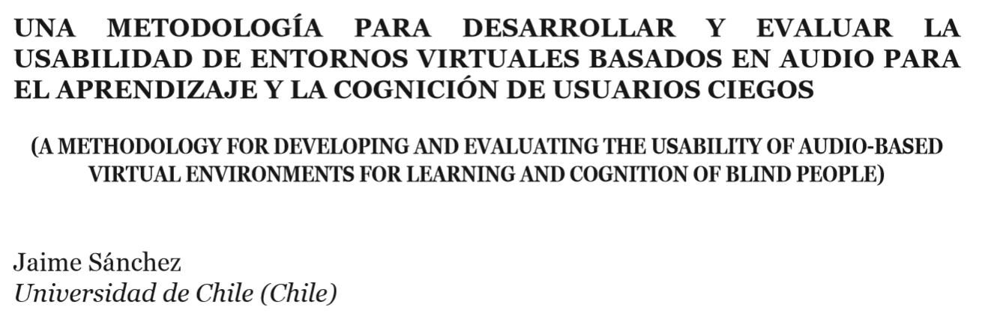 UNA METODOLOGÍA PARA DESARROLLAR Y EVALUAR LA
USABILIDAD DE ENTORNOS VIRTUALES BASADOS EN AUDIO PARA
EL APRENDIZAJE Y LA COGNICIÓN DE USUARIOS CIEGOS
(A METHODOLOGY FOR DEVELOPING AND EVALUATING THE USABILITY OF AUDIO-BASED
VIRTUAL ENVIRONMENTS FOR LEARNING AND COGNITION OF BLIND PEOPLE)
Jaime Sánchez
Universidad de Chile (Chile)